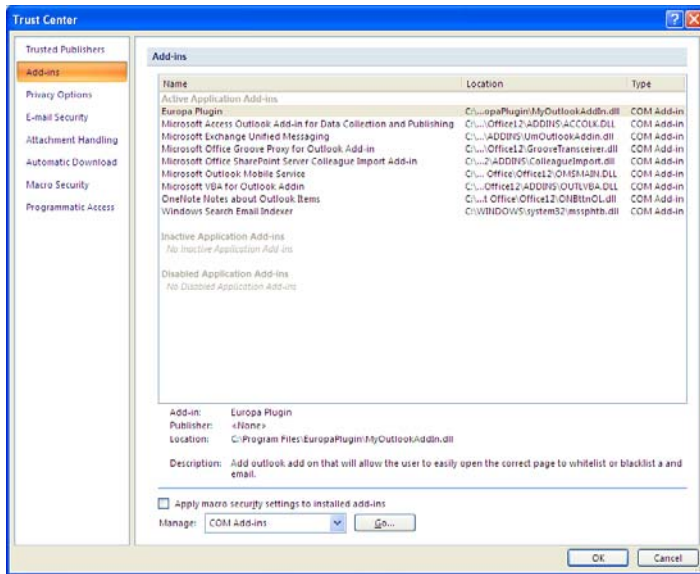 Trust Center
Trusted Publishers
Add-ins
Privacy Options
E-mail Security
Attachment Handling
Automatic Download
Macro Security
Programmatic Access
Add-ins
Name Location Type
Active Application Add-ins
Europa Plugin C:\...opaPlugin\MyOutlookAddIn.dll COM Add-in
Microsoft Access Outlook Add-in for Data Collection and Publishing C:\...\Office12\ADDINS\ACCOLK.DLL COM Add-in
Microsoft Exchange Unified Messaging C:\...\ADDINS\UmOutlookAddin.dll COM Add-in
Microsoft Office Groove Proxy for Outlook Add-in C:\...\Office12\GrooveTransceiver.dll COM Add-in
Microsoft Office SharePoint Server Colleague Import Add-in C:\...2\ADDINS\ColleagueImport.dll COM Add-in
Microsoft Outlook Mobile Service C:\... Office\Office12\OMSMAIN.DLL COM Add-in
Microsoft VBA for Outlook Addin C:\...Office12\ADDINS\OUTLVBA.DLL COM Add-in
OneNote Notes about Outlook Items C:\...t Office\Office12\ONBttnOL.dll COM Add-in
Windows Search Email Indexer C:\WINDOWS\system32\mssphtb.dll COM Add-in
Inactive Application Add-ins
No Inactive Application Add-ins
Disabled Application Add-ins
No Disabled Application Add-ins
Add-in: Europa Plugin
Publisher: <None>
Location: C:\Program Files\EuropaPlugin\MyOutlookAddIn.dll
Description: Add outlook add on that will allow the user to easily open the correct page to whitelist or blacklist a and
email.
Apply macro security settings to installed add-ins
Manage: COM Add-ins Go...
OK Cancel